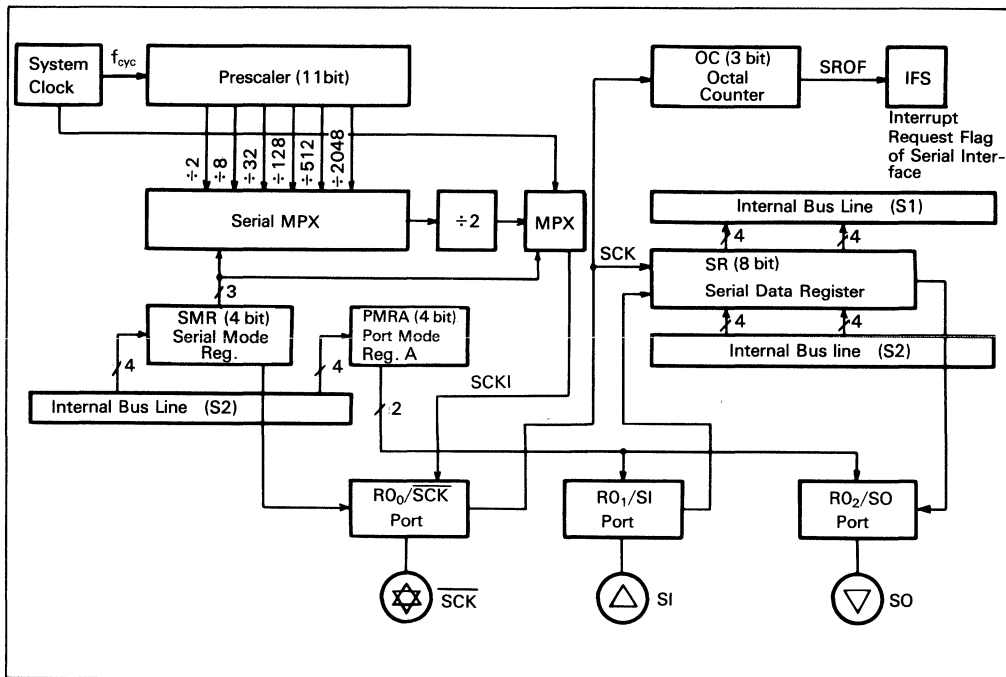 System
Clock
f_cyc
Prescaler (11bit)
OC (3 bit)
Octal
Counter
SROF
IFS
Interrupt
Request Flag
of Serial Inter-
face
÷2
÷8
÷32
÷128
÷512
÷2048
Serial MPX
÷2
MPX
Internal Bus Line (S1)
4
4
SCK
SR (8 bit)
Serial Data Register
4
4
Internal Bus line (S2)
3
SMR (4 bit)
Serial Mode
Reg.
PMRA (4 bit)
Port Mode
Reg. A
4
4
SCKI
2
Internal Bus Line (S2)
R0₀/S̅C̅K̅
Port
R0₁/SI
Port
R0₂/SO
Port
S̅C̅K̅
SI
SO